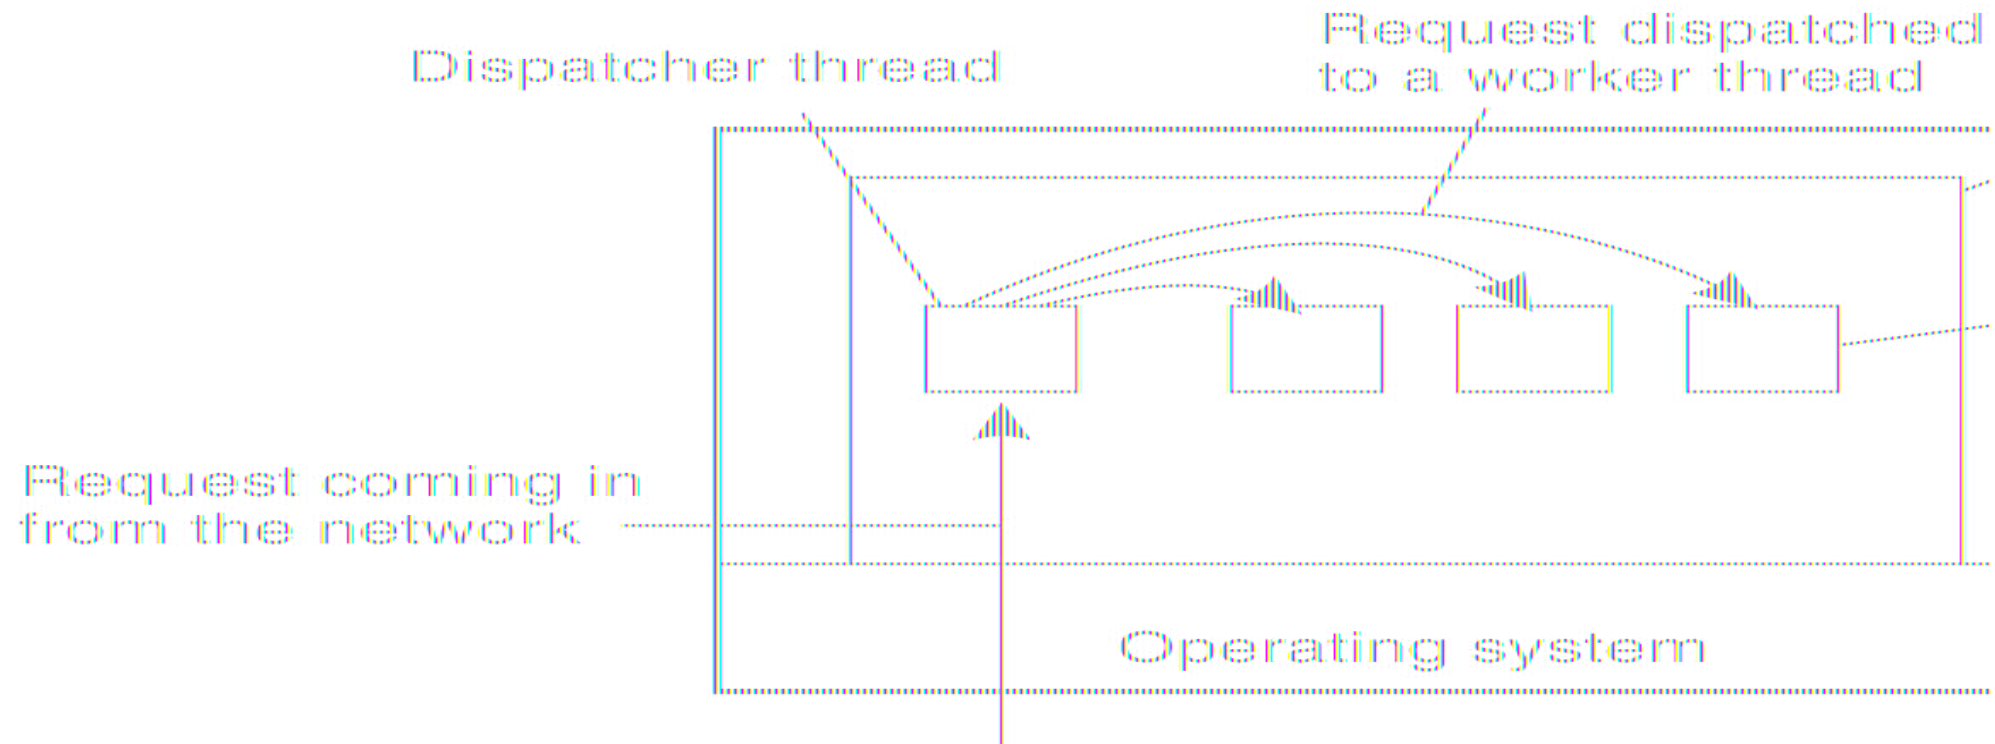 Dispatcher thread
Request dispatched
to a worker thread
Request coming in
from the network
Operating system